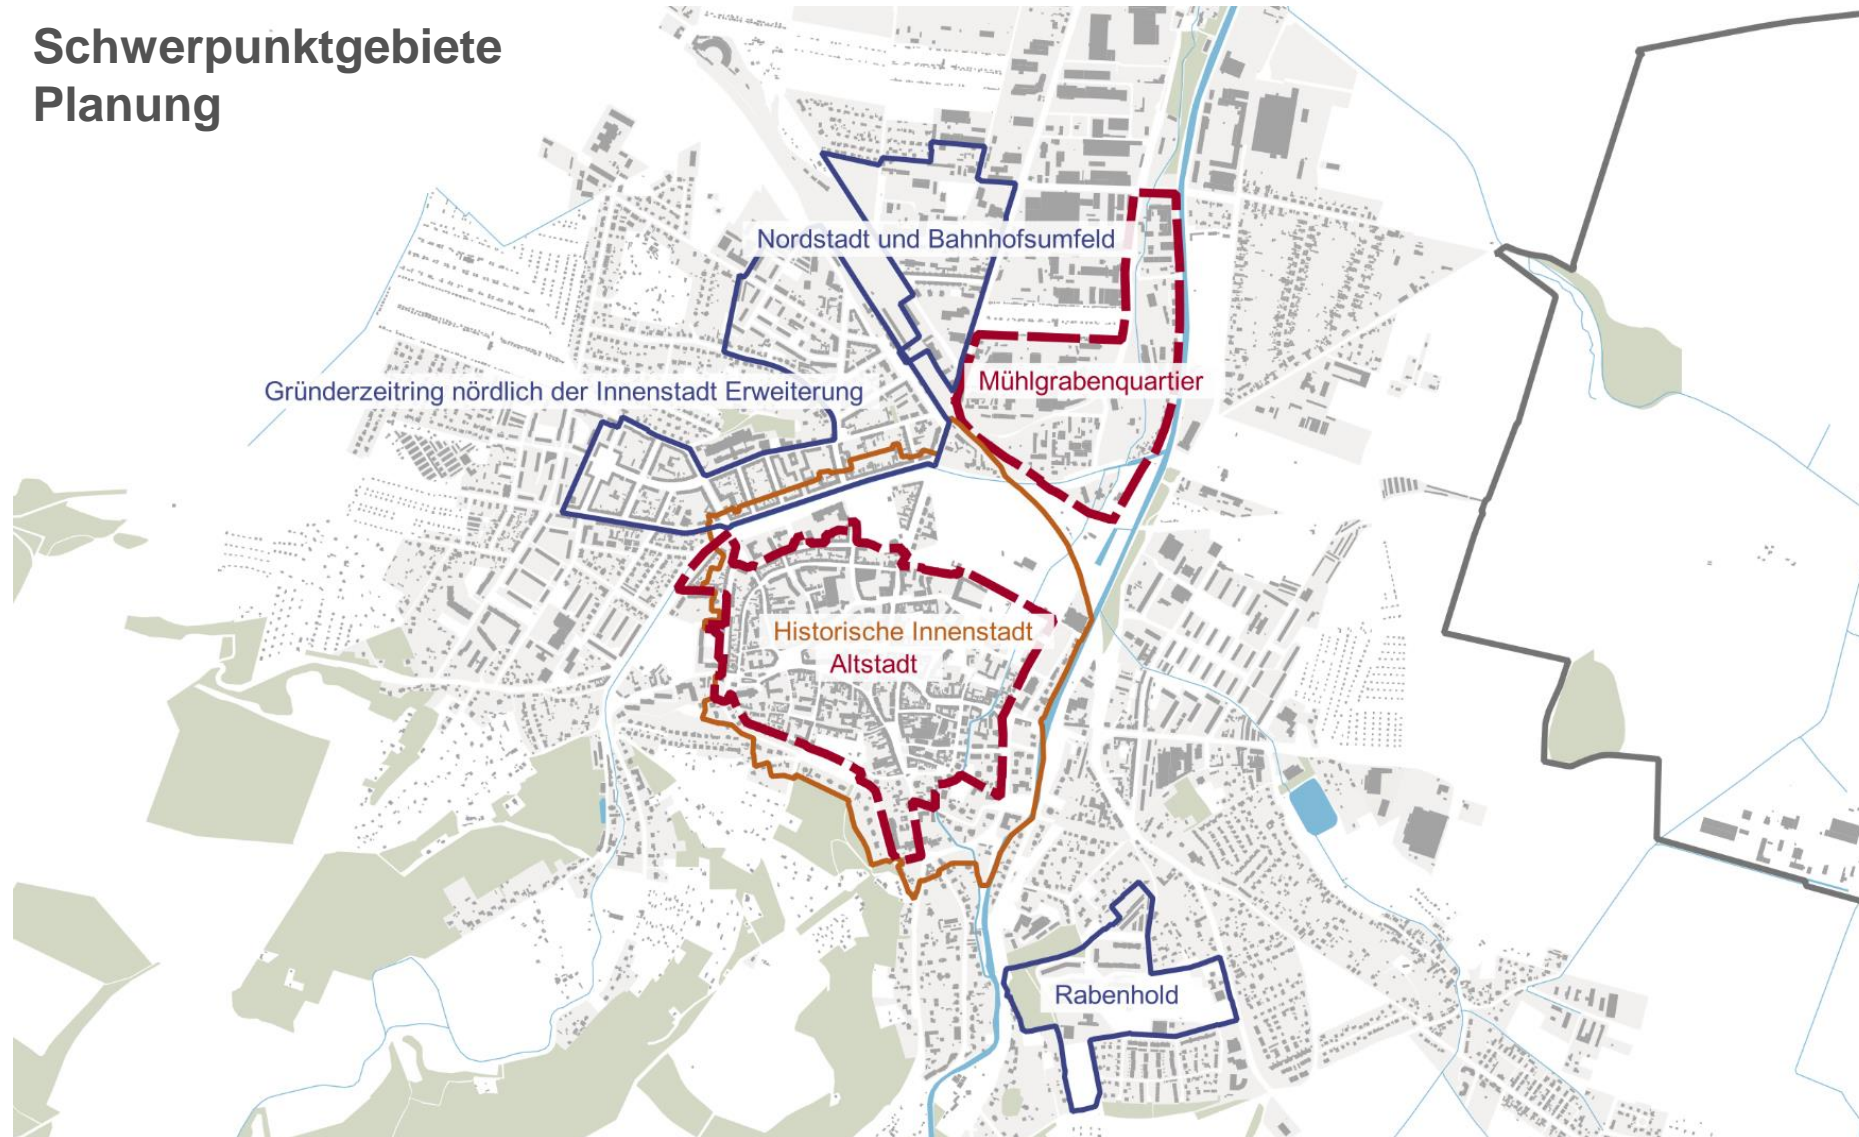 Schwerpunktgebiete
Planung
Nordstadt und Bahnhofsumfeld
Mühlgrabenquartier
Gründerzeitring nördlich der Innenstadt Erweiterung
Historische Innenstadt
Altstadt
Rabenhold